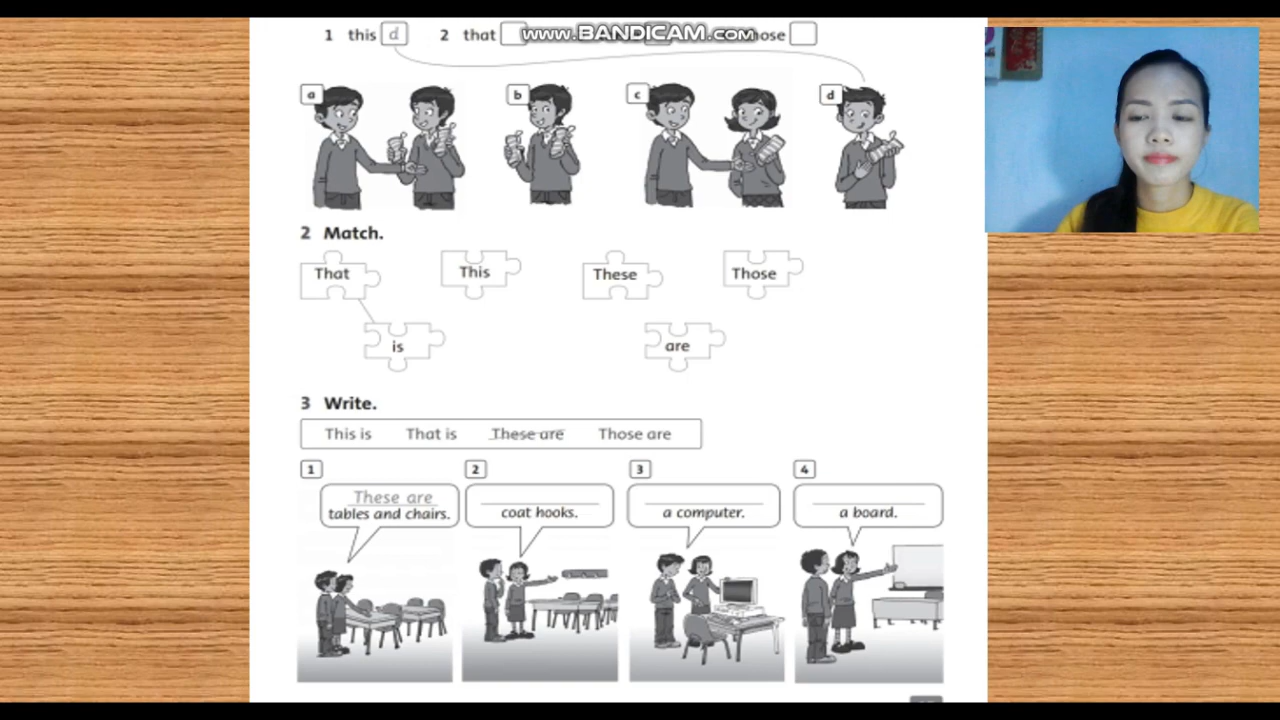 1 this d 2 that www.BANDICAM.com hose
a b c d
2 Match.
That This These Those
is are
3 Write.
This is That is These are Those are
1 2 3 4
These are
tables and chairs. coat hooks. a computer. a board.